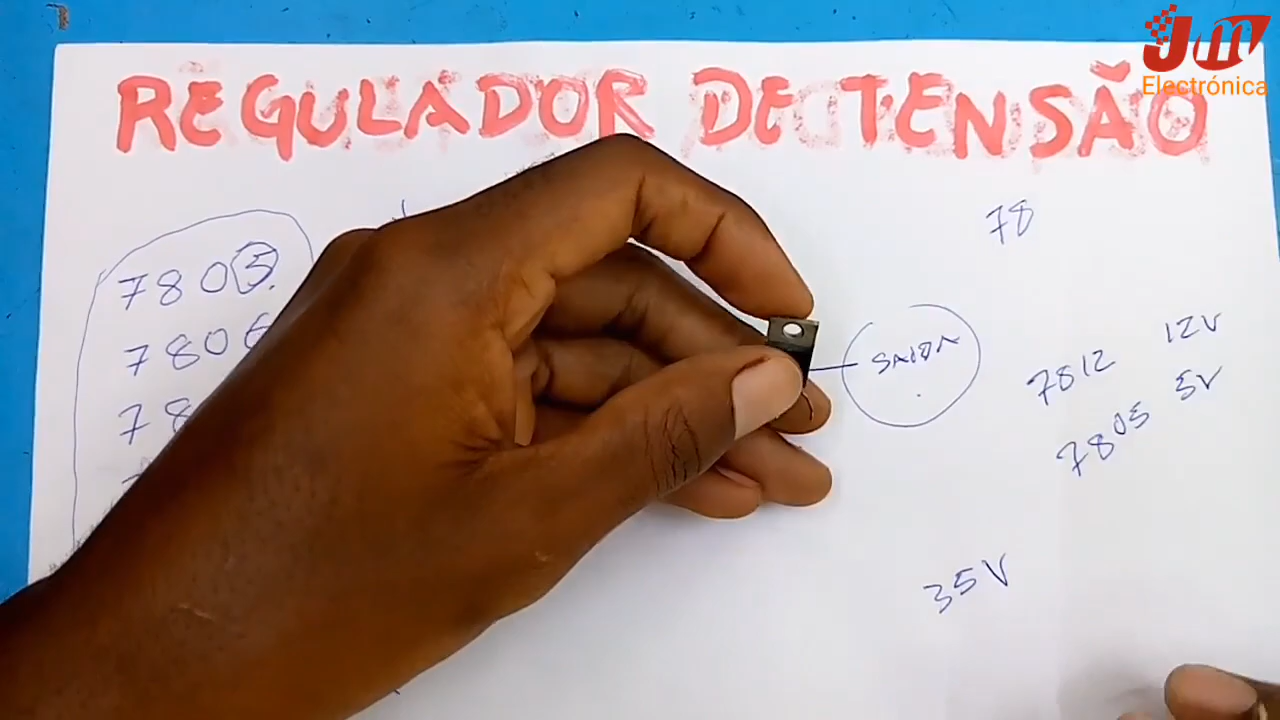 Jm
Electrónica
REGULADOR DE TENSÃO
78
7805
7806
78
SAIDA
7812 12V
7805 5V
35V